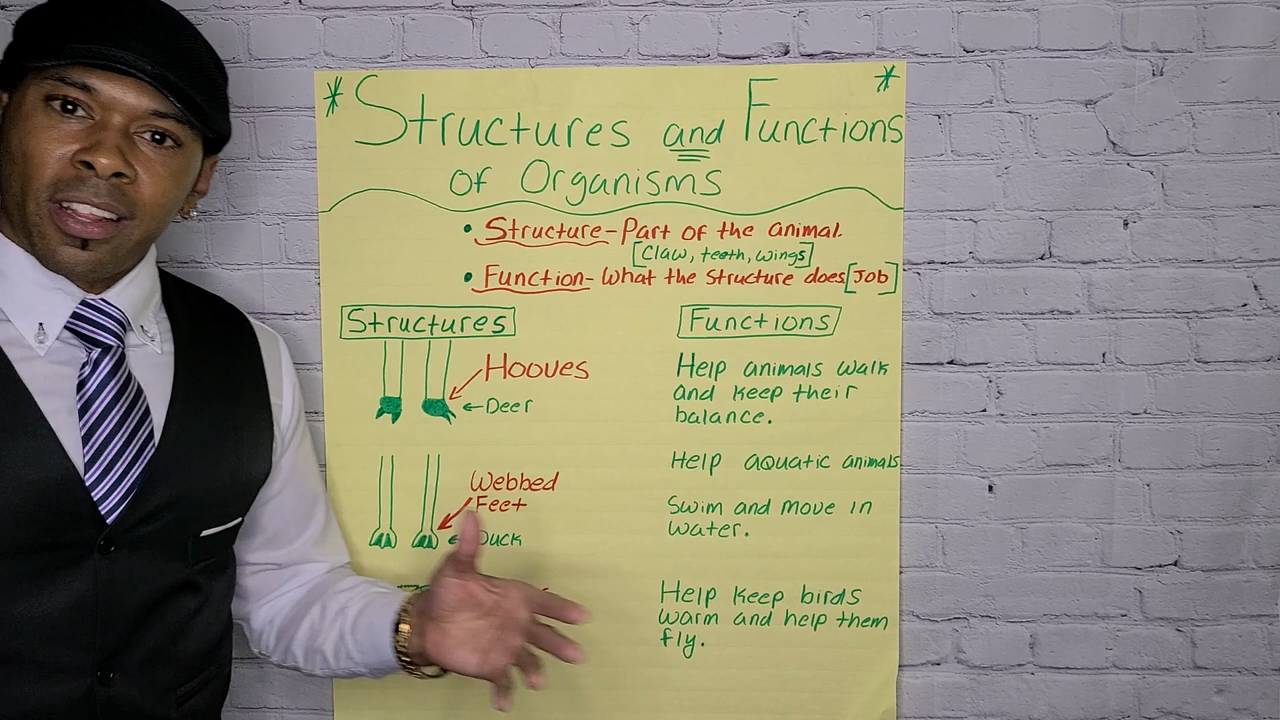 * Structures and Functions *
of Organisms
• Structure - Part of the animal.
[Claw, teeth, wings]
• Function - What the structure does [Job]
Structures
Functions
Hooves
←Deer
Help animals walk
and keep their
balance.
Webbed
Feet
←Duck
Help aquatic animals
Swim and move in
water.
Help keep birds
warm and help them
fly.